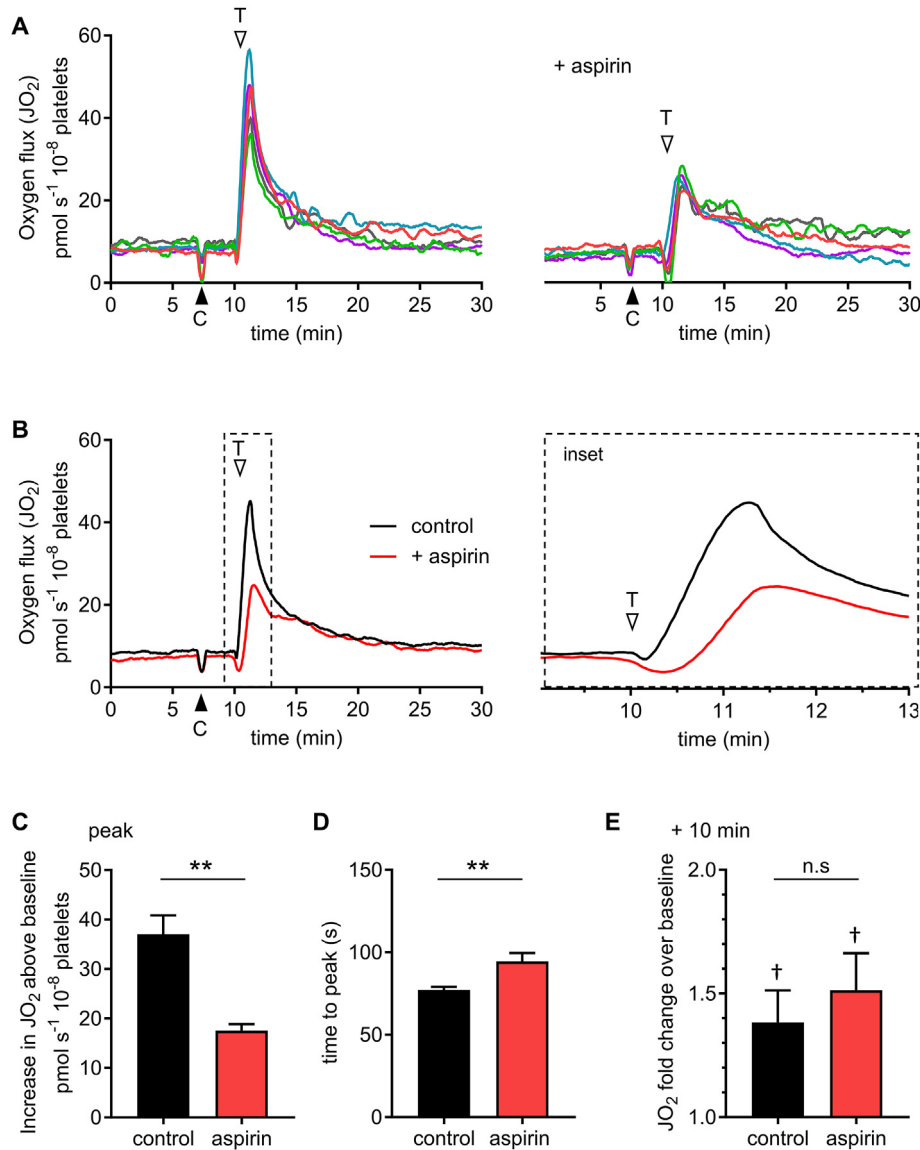 A
Oxygen flux (JO₂)
pmol s⁻¹ 10⁻⁸ platelets
60
40
20
0
T
C
0 5 10 15 20 25 30
time (min)
+ aspirin
T
C
5 10 15 20 25 30
time (min)
B
Oxygen flux (JO₂)
pmol s⁻¹ 10⁻⁸ platelets
60
40
20
0
T
control
+ aspirin
C
0 5 10 15 20 25 30
time (min)
inset
T
10 11 12 13
time (min)
C
peak
Increase in JO₂ above baseline
pmol s⁻¹ 10⁻⁸ platelets
50
40
30
20
10
0
**
control aspirin
D
time to peak (s)
150
100
50
0
**
control aspirin
E
+ 10 min
JO₂ fold change over baseline
2.0
1.5
1.0
n.s
† †
control aspirin